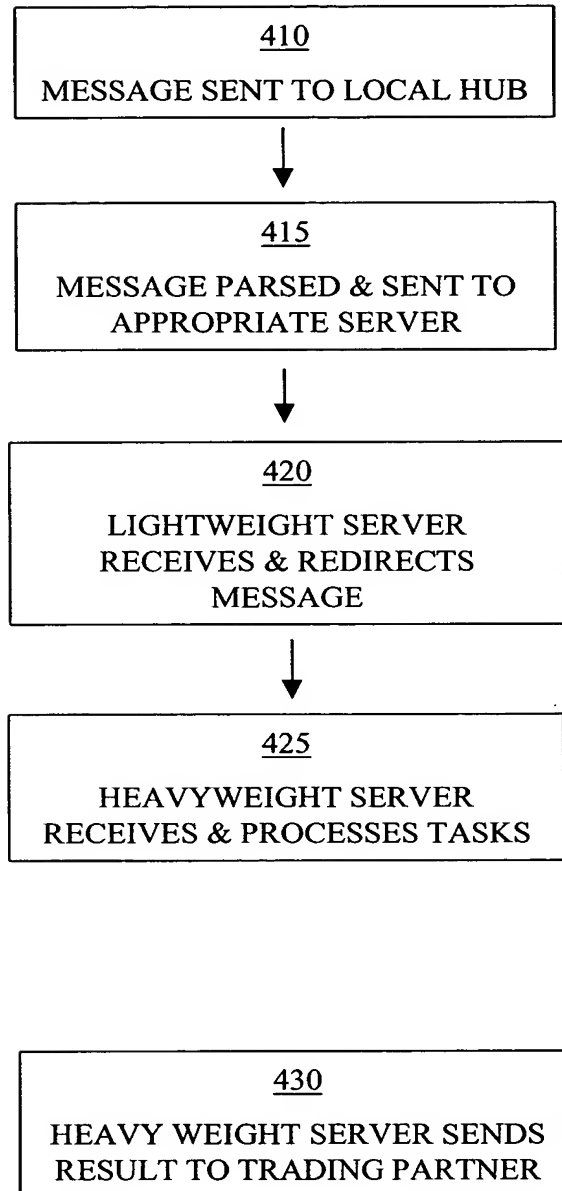 410
MESSAGE SENT TO LOCAL HUB
415
MESSAGE PARSED & SENT TO
APPROPRIATE SERVER
420
LIGHTWEIGHT SERVER
RECEIVES & REDIRECTS
MESSAGE
425
HEAVYWEIGHT SERVER
RECEIVES & PROCESSES TASKS
430
HEAVY WEIGHT SERVER SENDS
RESULT TO TRADING PARTNER